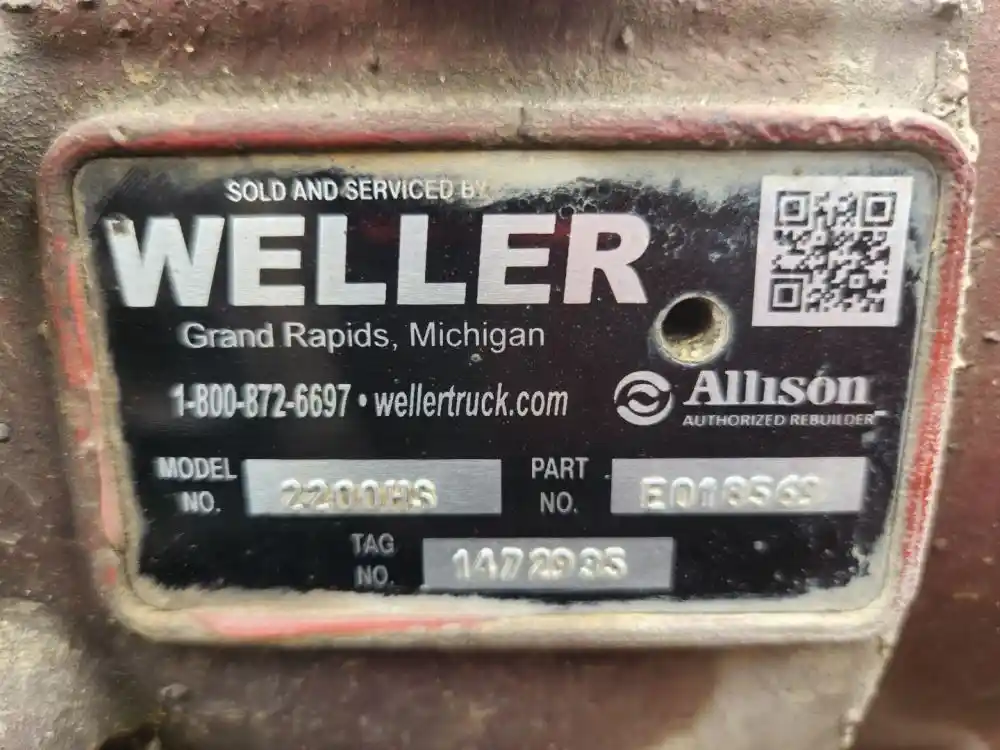 SOLD AND SERVICED BY
WELLER
Grand Rapids, Michigan
1-800-872-6697 • wellertruck.com
Allison
AUTHORIZED REBUILDER
MODEL NO. 2200HS
PART NO.
TAG NO. 1472935